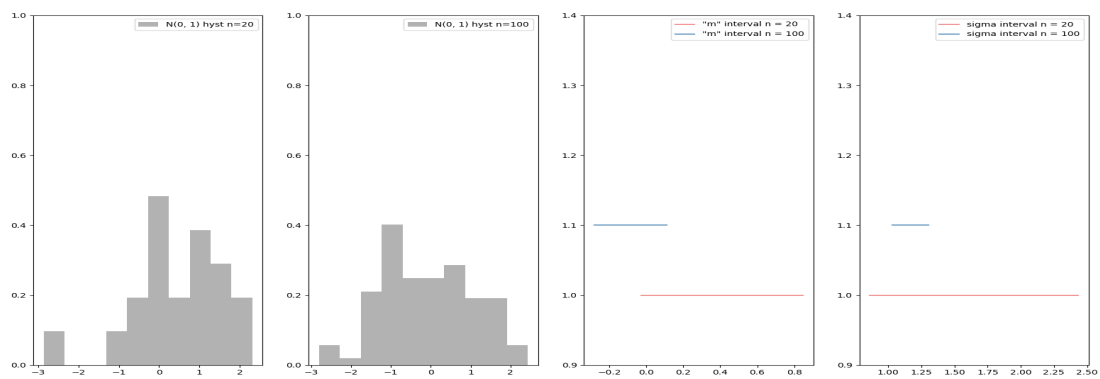 N(0, 1) hyst n=20
1.0
0.8
0.6
0.4
0.2
0.0
−3 −2 −1 0 1 2
N(0, 1) hyst n=100
1.0
0.8
0.6
0.4
0.2
0.0
−3 −2 −1 0 1 2
"m" interval n = 20
"m" interval n = 100
1.4
1.3
1.2
1.1
1.0
0.9
−0.2 0.0 0.2 0.4 0.6 0.8
sigma interval n = 20
sigma interval n = 100
1.4
1.3
1.2
1.1
1.0
0.9
1.00 1.25 1.50 1.75 2.00 2.25 2.50